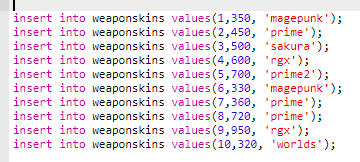 insert into weaponskins values(1,350, 'magepunk');
insert into weaponskins values(2,450, 'prime');
insert into weaponskins values(3,500, 'sakura');
insert into weaponskins values(4,600, 'rgx');
insert into weaponskins values(5,700, 'prime2');
insert into weaponskins values(6,330, 'magepunk');
insert into weaponskins values(7,360, 'prime');
insert into weaponskins values(8,720, 'prime');
insert into weaponskins values(9,950, 'rgx');
insert into weaponskins values(10,320, 'worlds');